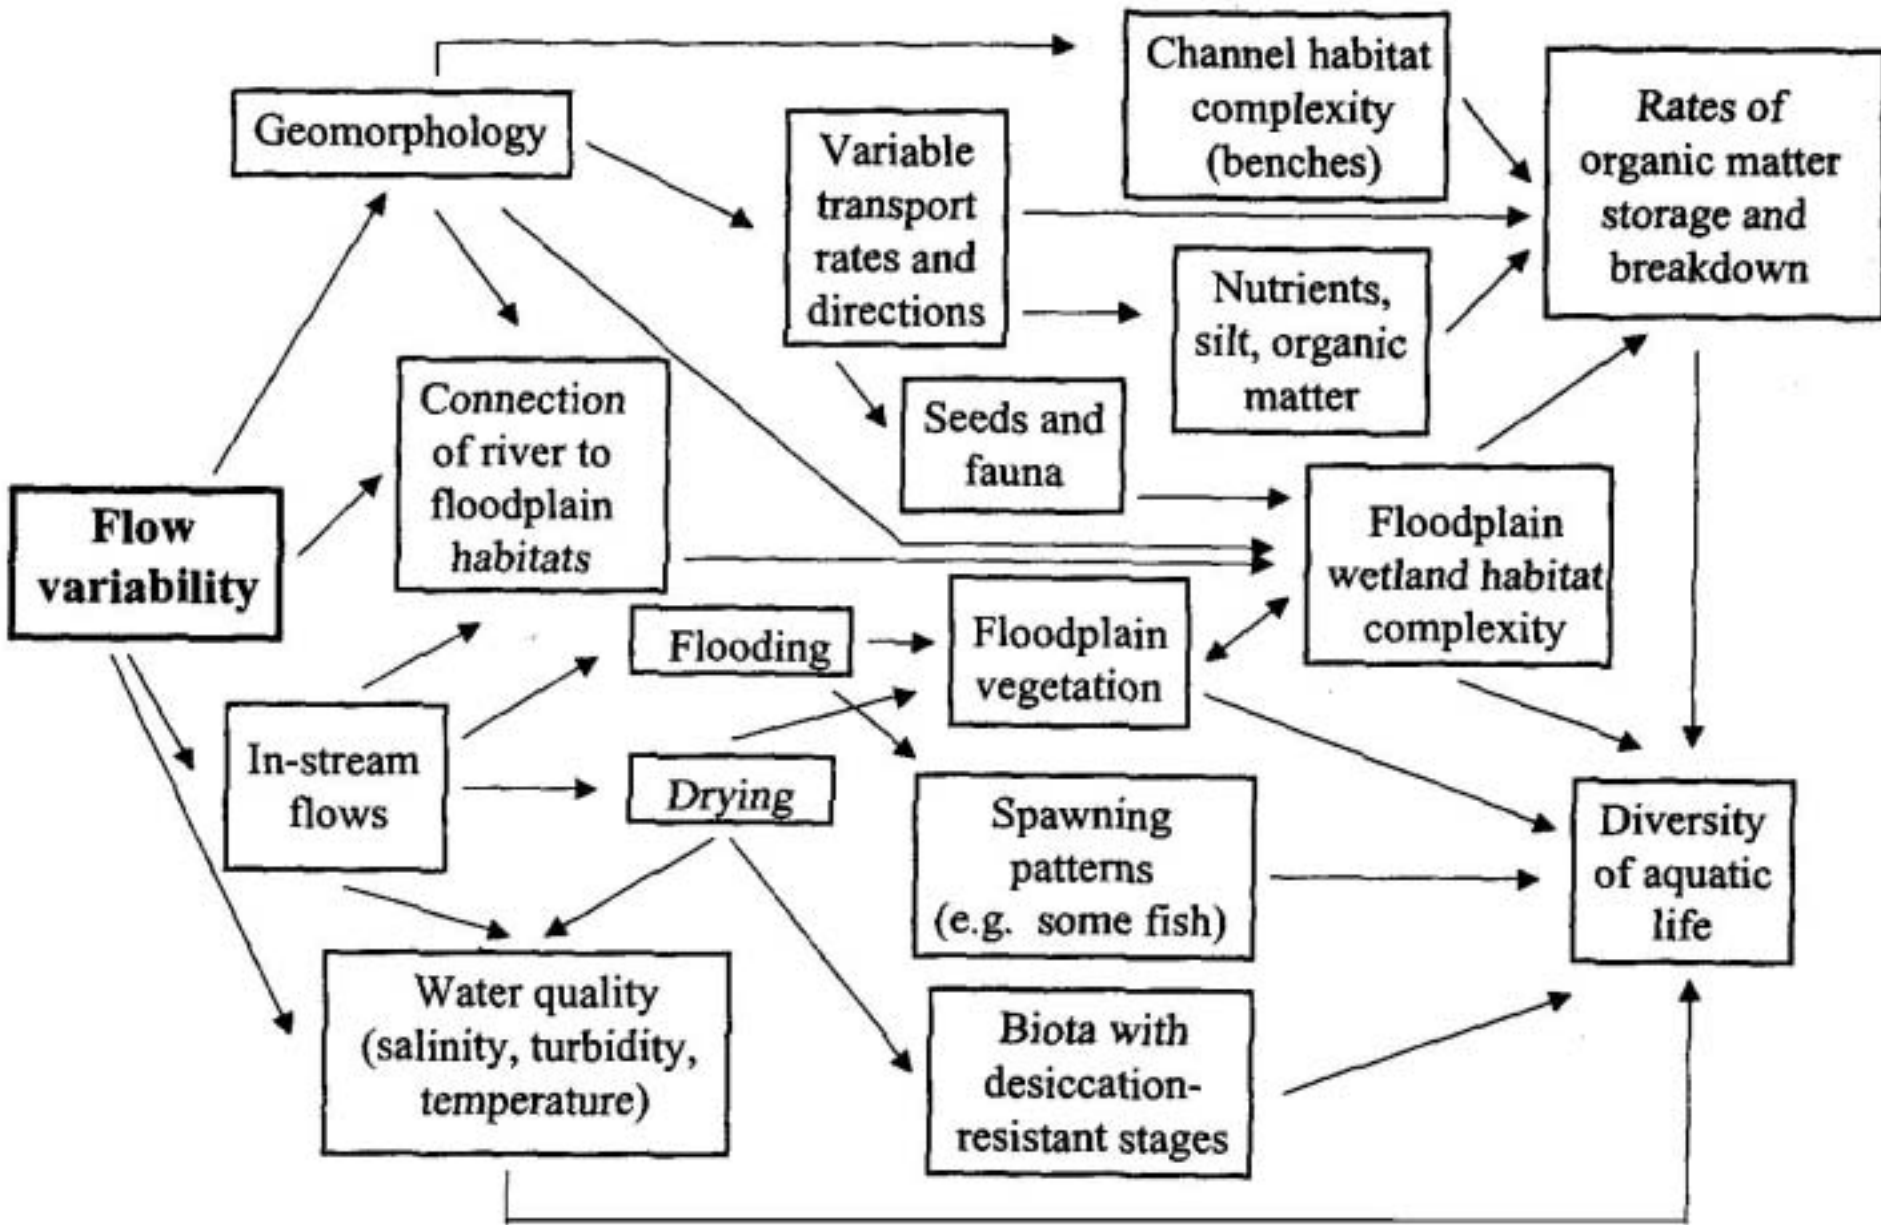 Geomorphology
Channel habitat
complexity
(benches)
Rates of
organic matter
storage and
breakdown
Variable
transport
rates and
directions
Nutrients,
silt, organic
matter
Connection
of river to
floodplain
habitats
Seeds and
fauna
Flow
variability
Floodplain
wetland habitat
complexity
Flooding
Floodplain
vegetation
In-stream
flows
Drying
Spawning
patterns
(e.g. some fish)
Diversity
of aquatic
life
Water quality
(salinity, turbidity,
temperature)
Biota with
desiccation-
resistant stages